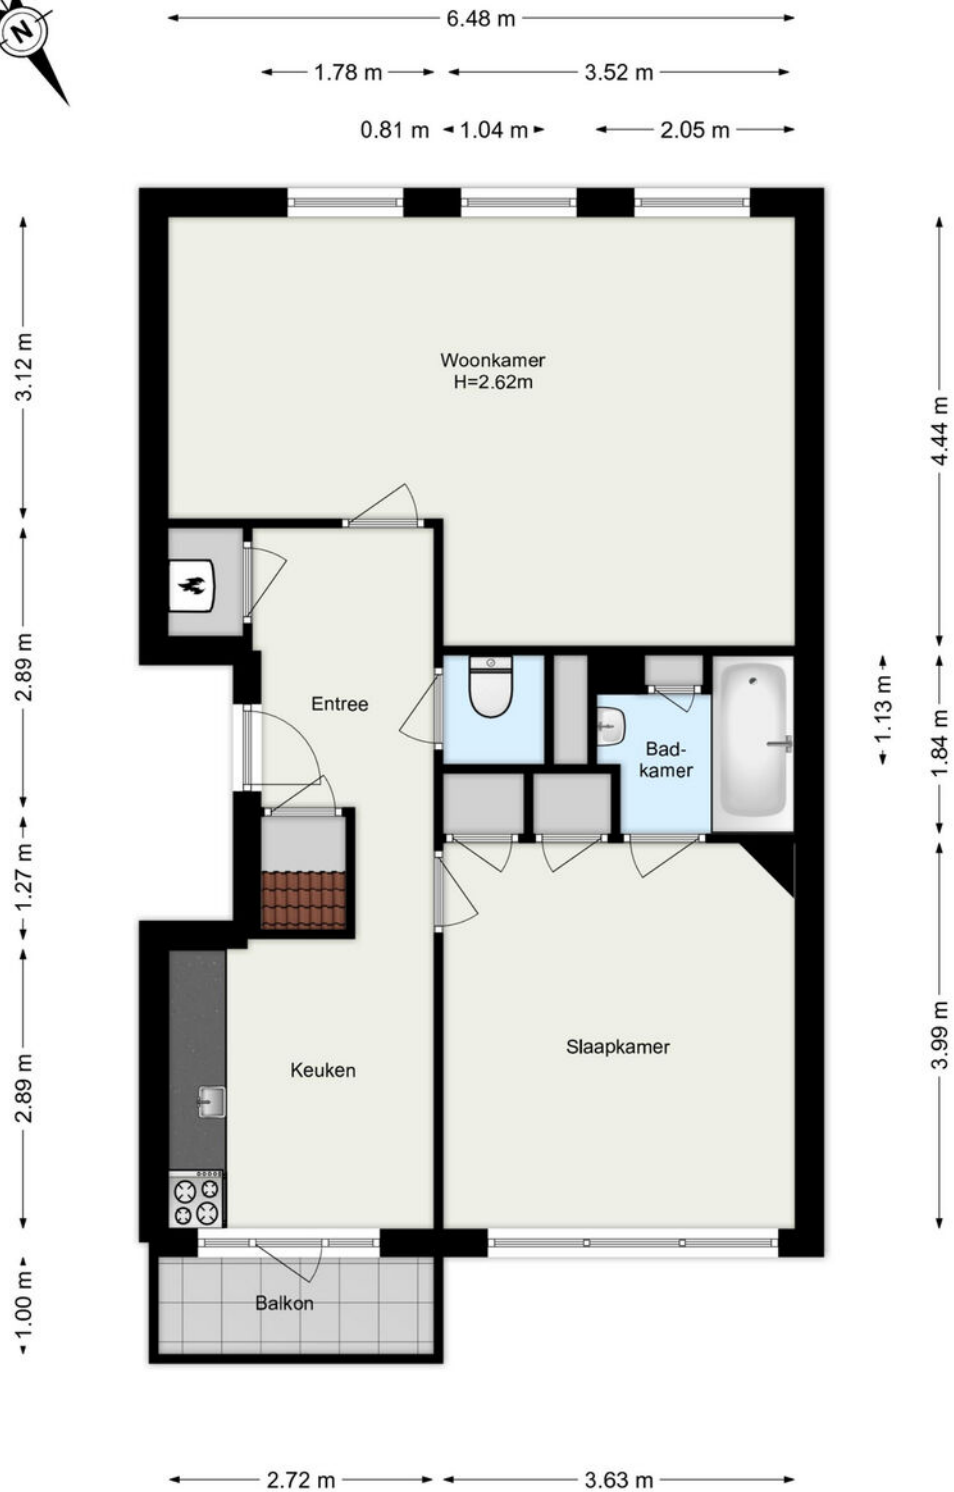 N
6.48 m
1.78 m
3.52 m
0.81 m
1.04 m
2.05 m
3.12 m
4.44 m
Woonkamer
H=2.62m
2.89 m
Entree
1.13 m
1.84 m
Bad-
kamer
1.27 m
Slaapkamer
3.99 m
Keuken
2.89 m
Balkon
1.00 m
2.72 m
3.63 m